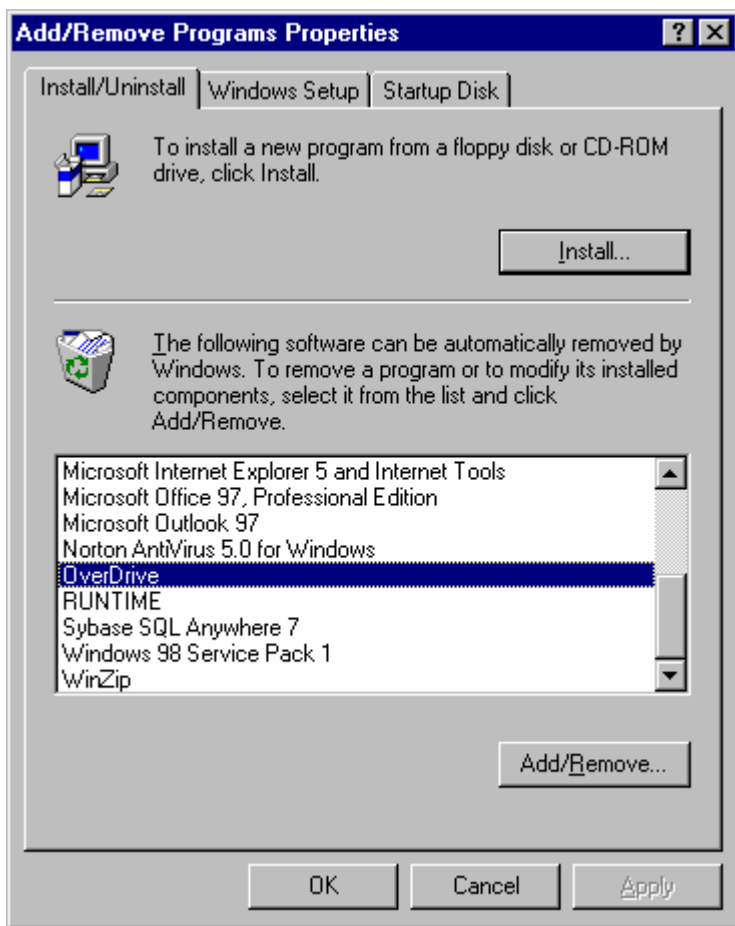 Add/Remove Programs Properties
Install/Uninstall
Windows Setup
Startup Disk
To install a new program from a floppy disk or CD-ROM
drive, click Install.
Install...
The following software can be automatically removed by
Windows. To remove a program or to modify its installed
components, select it from the list and click
Add/Remove.
Microsoft Internet Explorer 5 and Internet Tools
Microsoft Office 97, Professional Edition
Microsoft Outlook 97
Norton AntiVirus 5.0 for Windows
OverDrive
RUNTIME
Sybase SQL Anywhere 7
Windows 98 Service Pack 1
WinZip
Add/Remove...
OK
Cancel
Apply